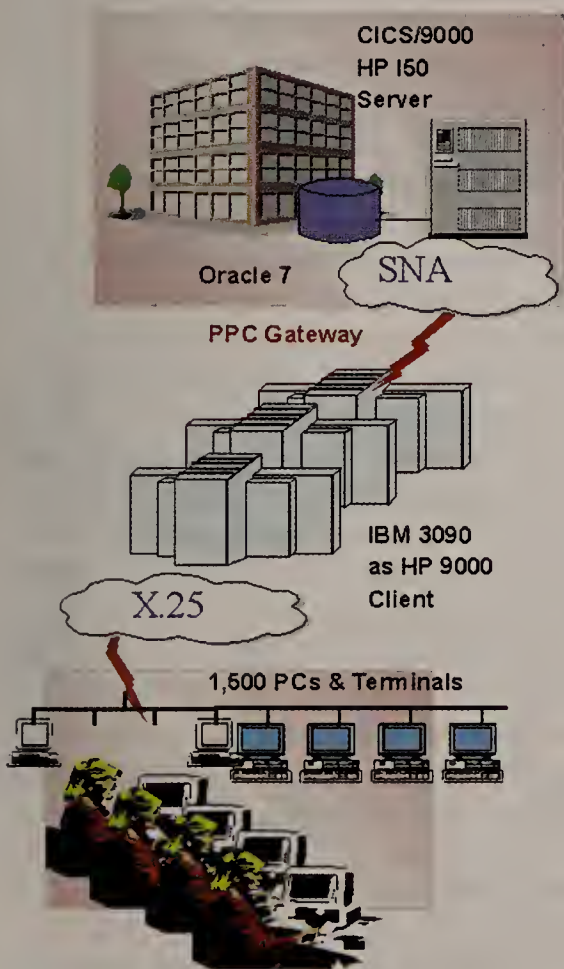 CICS/9000
HP I50
Server
Oracle 7
SNA
PPC Gateway
IBM 3090
as HP 9000
Client
X.25
1,500 PCs & Terminals